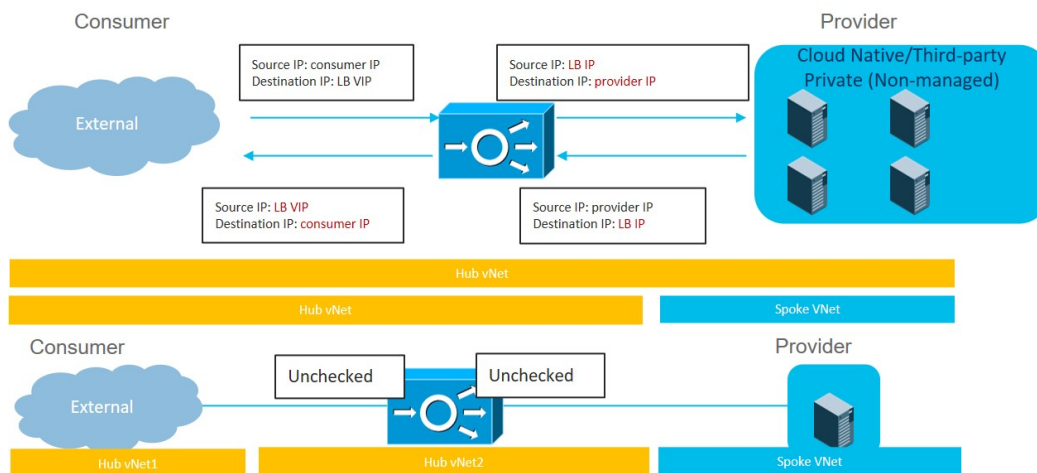 Consumer
Provider
Source IP: consumer IP
Destination IP: LB VIP
Source IP: LB IP
Destination IP: provider IP
Cloud Native/Third-party
Private (Non-managed)
External
Source IP: LB VIP
Destination IP: consumer IP
Source IP: provider IP
Destination IP: LB IP
Hub vNet
Hub vNet
Spoke VNet
Consumer
Provider
Unchecked
Unchecked
External
Hub vNet1
Hub vNet2
Spoke VNet